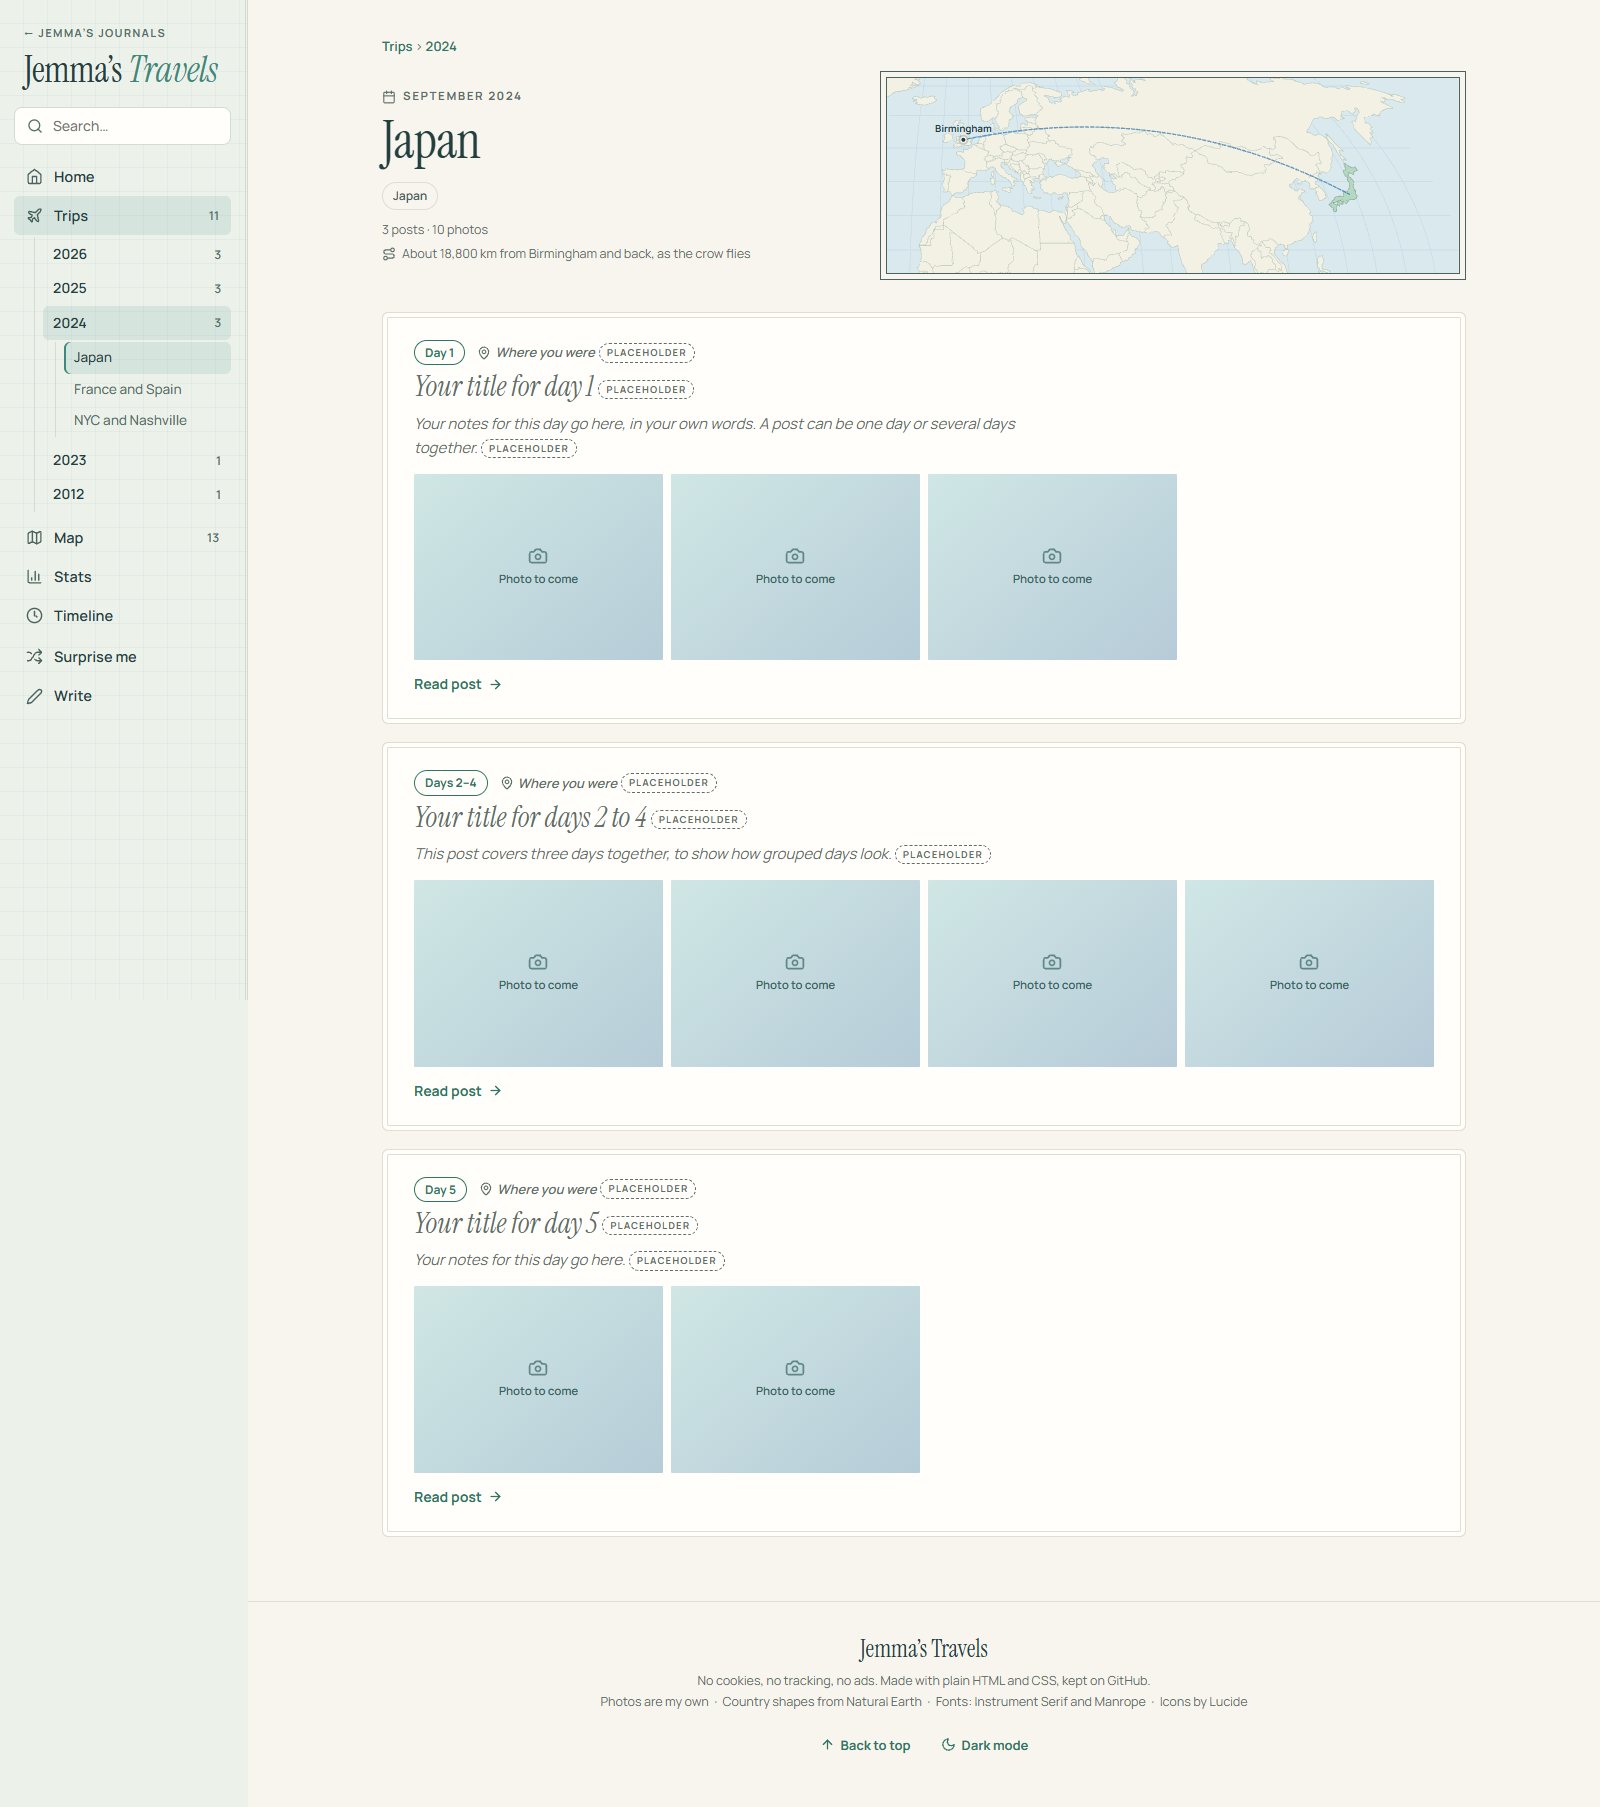 ← JEMMA'S JOURNALS
Jemma's Travels
Search...
Home
Trips 11
2026 3
2025 3
2024 3
Japan
France and Spain
NYC and Nashville
2023 1
2012 1
Map 13
Stats
Timeline
Surprise me
Write
Trips › 2024
SEPTEMBER 2024
Japan
Japan
3 posts · 10 photos
About 18,800 km from Birmingham and back, as the crow flies
Birmingham
Day 1 Where you were PLACEHOLDER
Your title for day 1 PLACEHOLDER
Your notes for this day go here, in your own words. A post can be one day or several days
together. PLACEHOLDER
Photo to come Photo to come Photo to come
Read post →
Days 2–4 Where you were PLACEHOLDER
Your title for days 2 to 4 PLACEHOLDER
This post covers three days together, to show how grouped days look. PLACEHOLDER
Photo to come Photo to come Photo to come Photo to come
Read post →
Day 5 Where you were PLACEHOLDER
Your title for day 5 PLACEHOLDER
Your notes for this day go here. PLACEHOLDER
Photo to come Photo to come
Read post →
Jemma's Travels
No cookies, no tracking, no ads. Made with plain HTML and CSS, kept on GitHub.
Photos are my own · Country shapes from Natural Earth · Fonts: Instrument Serif and Manrope · Icons by Lucide
↑ Back to top Dark mode